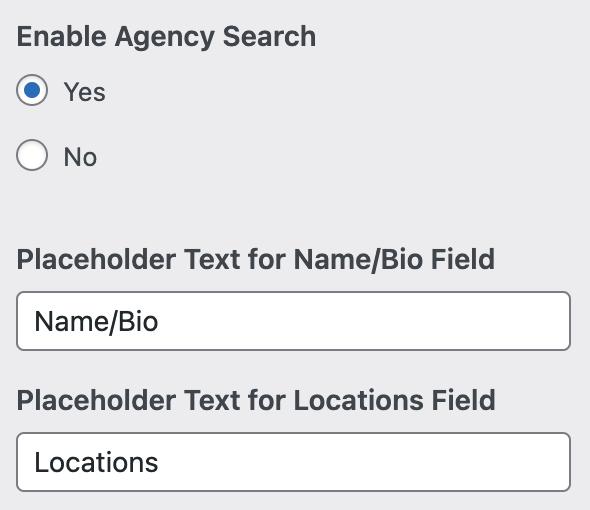 Enable Agency Search
Yes
No
Placeholder Text for Name/Bio Field
Name/Bio
Placeholder Text for Locations Field
Locations